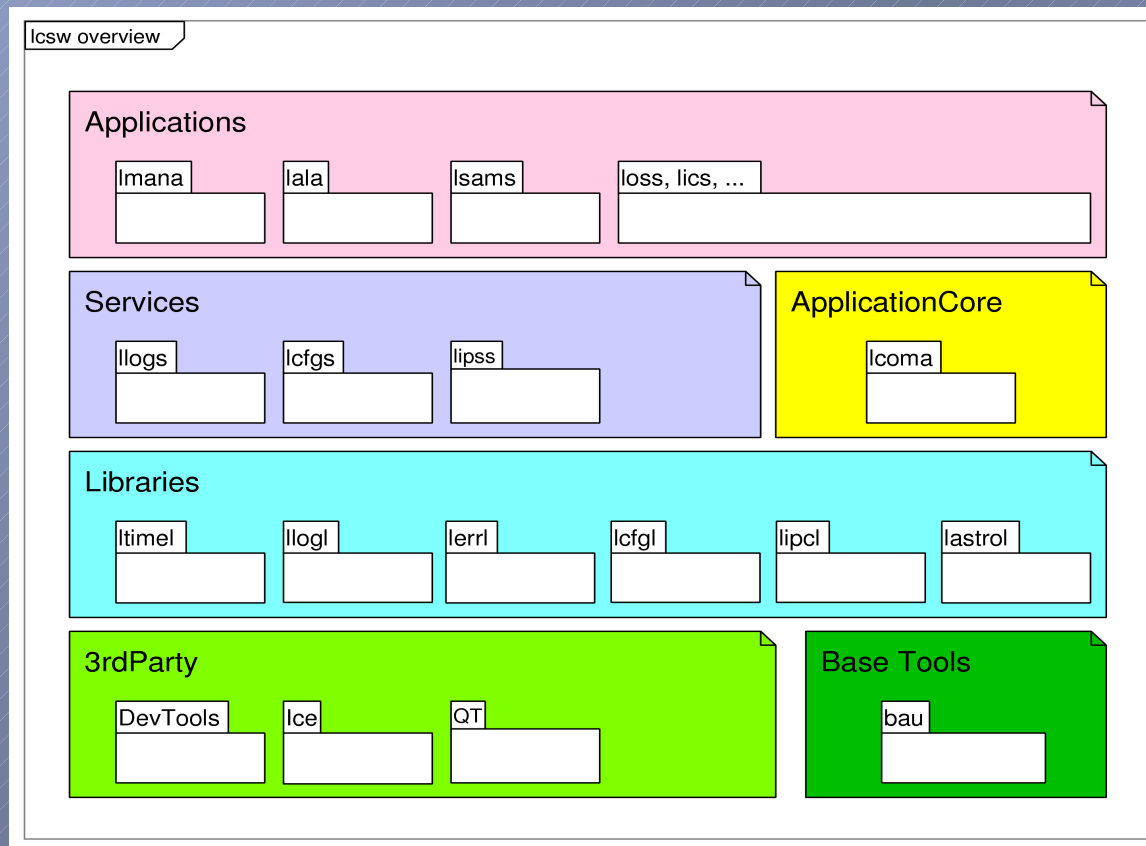 lcsw overview
Applications
lmana lala lsams loss, lics, ...
Services ApplicationCore
llogs lcfgs lipss lcoma
Libraries
ltimel llogl lerrl lcfgl lipcl lastrol
3rdParty Base Tools
DevTools Ice QT bau